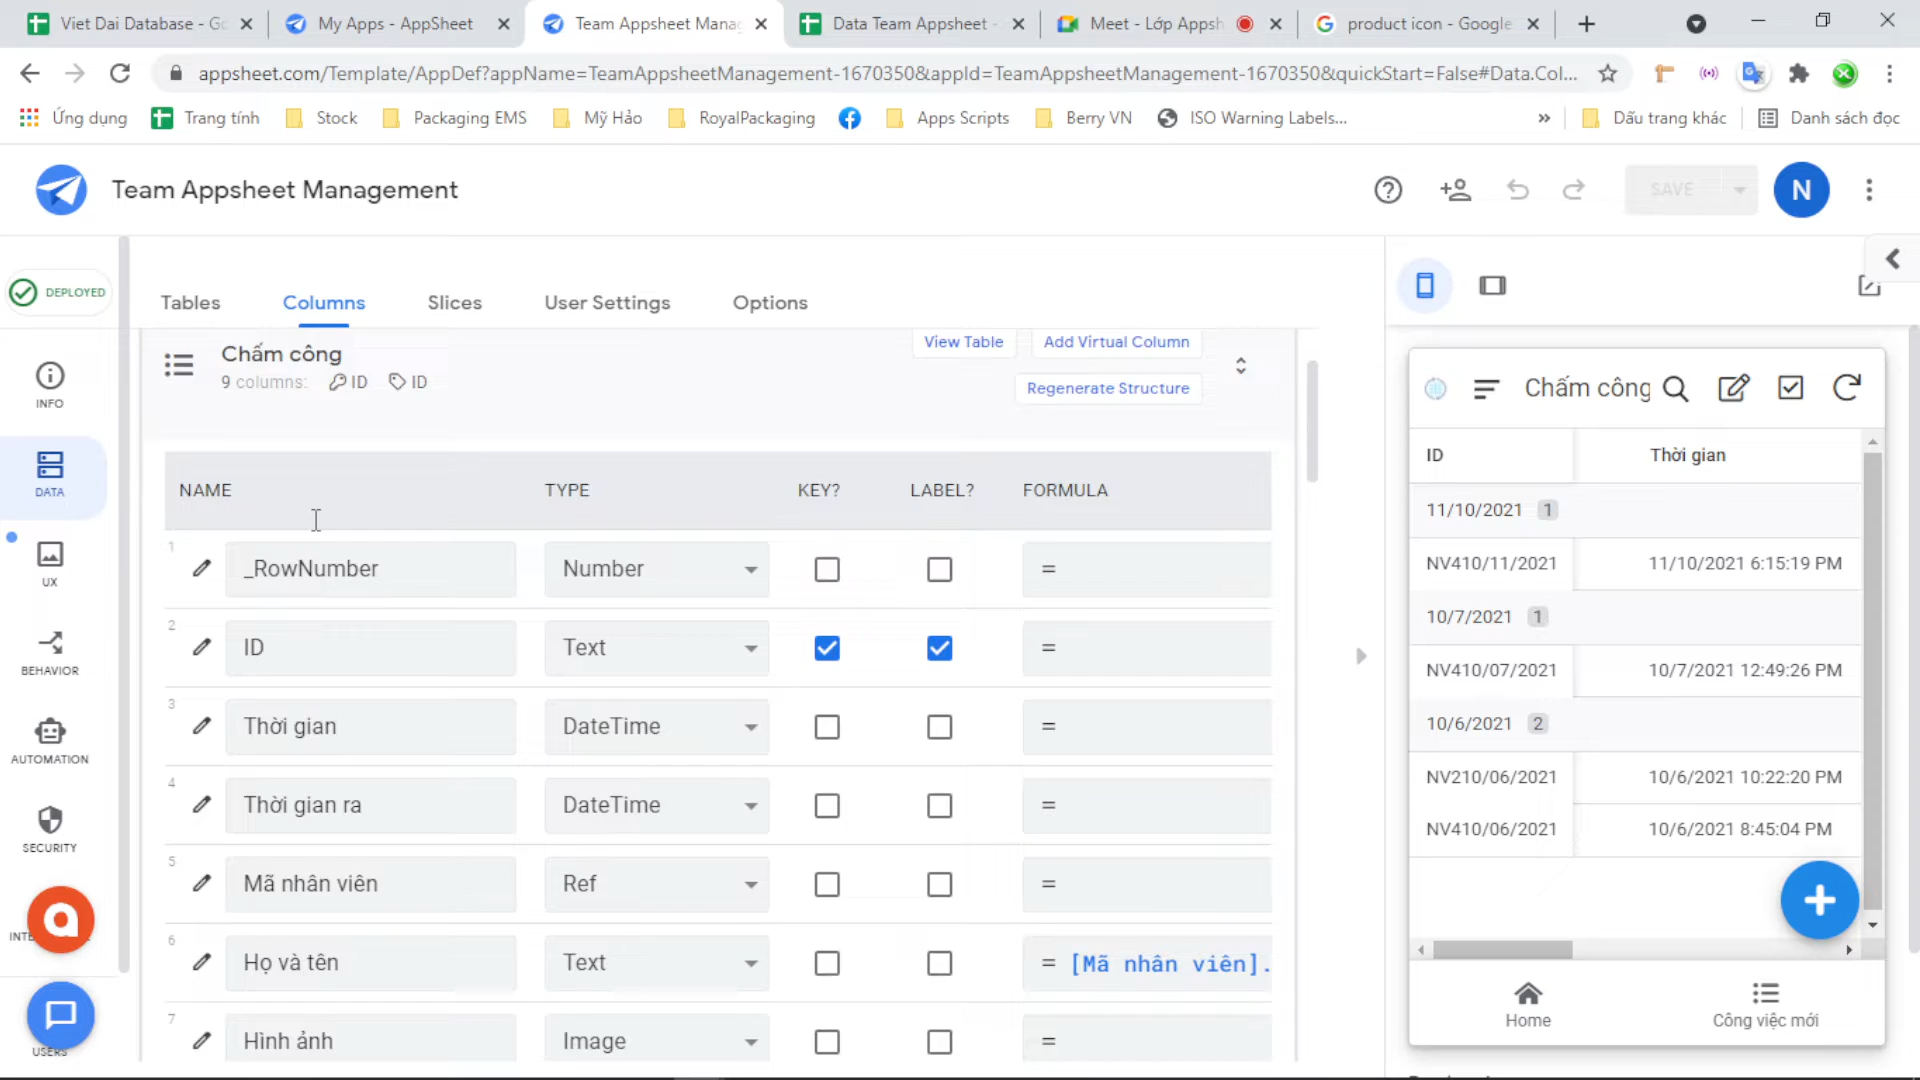 Viet Dai Database - Go
My Apps - AppSheet
Team Appsheet Manag
Data Team Appsheet -
Meet - Lớp Appsh
product icon - Google
appsheet.com/Template/AppDef?appName=TeamAppsheetManagement-1670350&appId=TeamAppsheetManagement-1670350&quickStart=False#Data.Col...
Ứng dụng
Trang tính
Stock
Packaging EMS
Mỹ Hảo
RoyalPackaging
Apps Scripts
Berry VN
ISO Warning Labels...
»
Dấu trang khác
Danh sách đọc
Team Appsheet Management
SAVE
N
DEPLOYED
INFO
DATA
UX
BEHAVIOR
AUTOMATION
SECURITY
INTE
USERS
Tables
Columns
Slices
User Settings
Options
Chấm công
9 columns: ID ID
View Table
Add Virtual Column
Regenerate Structure
NAME TYPE KEY? LABEL? FORMULA
1 _RowNumber Number =
2 ID Text =
3 Thời gian DateTime =
4 Thời gian ra DateTime =
5 Mã nhân viên Ref =
6 Họ và tên Text = [Mã nhân viên].
7 Hình ảnh Image =
Chấm công
ID Thời gian
11/10/2021 1
NV410/11/2021 11/10/2021 6:15:19 PM
10/7/2021 1
NV410/07/2021 10/7/2021 12:49:26 PM
10/6/2021 2
NV210/06/2021 10/6/2021 10:22:20 PM
NV410/06/2021 10/6/2021 8:45:04 PM
Home
Công việc mới